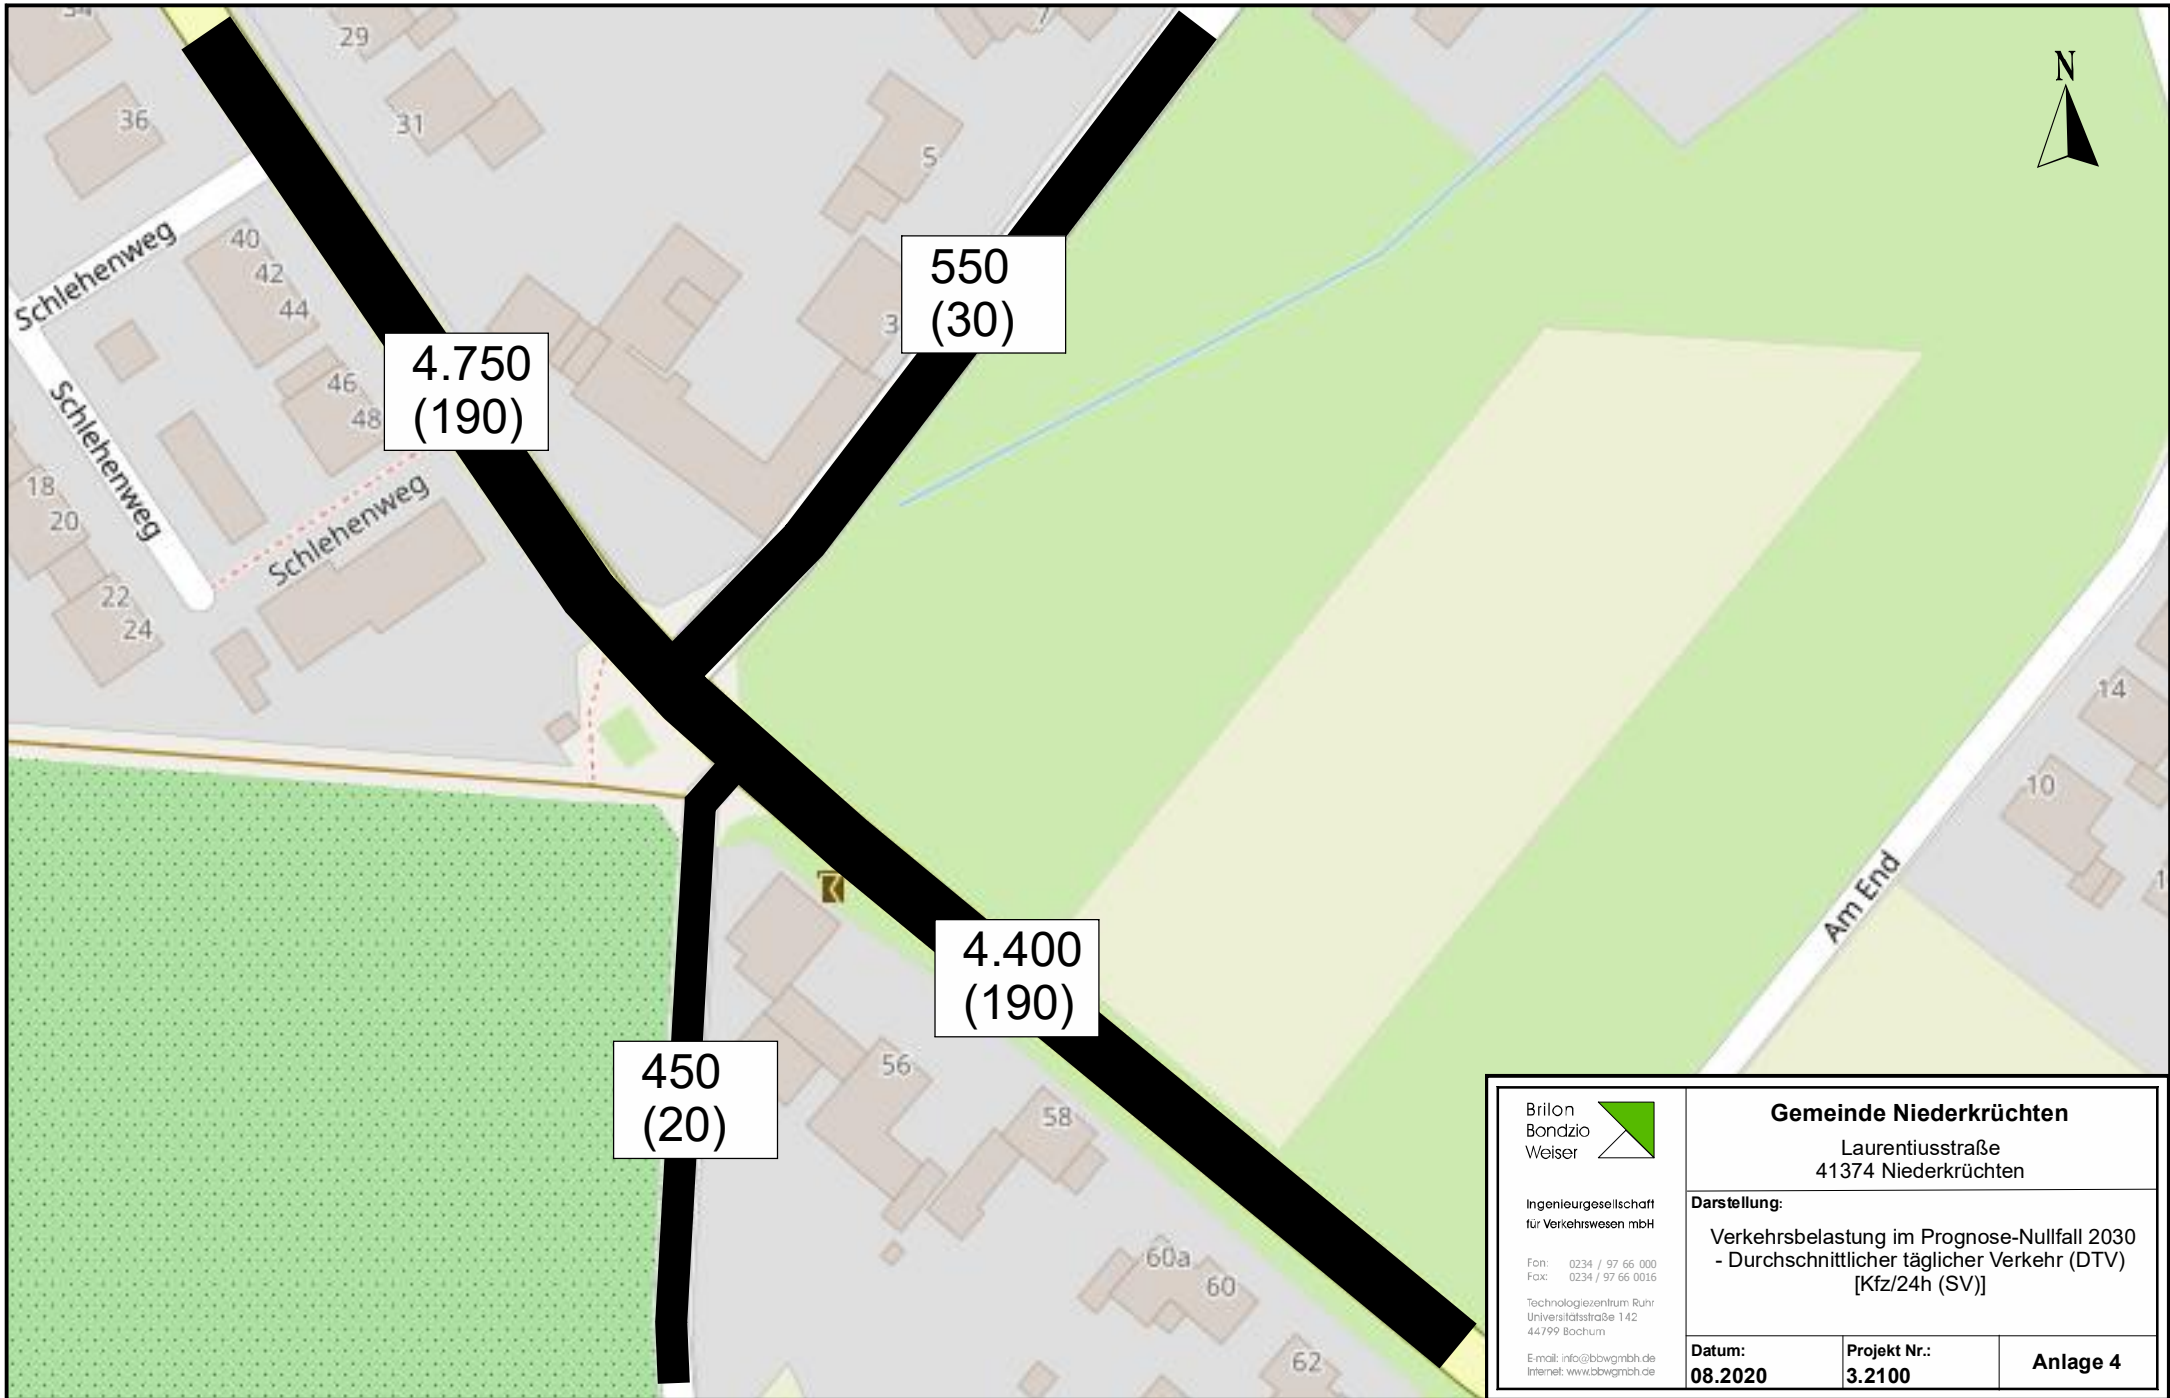 34
29
7
N
36
31
5
Schlehenweg
40
42
44
550
(30)
3
4.750
(190)
46
48
Schlehenweg
18
20
Schlehenweg
22
24
14
10
1
Am End
4.400
(190)
450
(20)
56
58
60a
60
62
Brilon
Bondzio
Weiser
Ingenieurgesellschaft
für Verkehrswesen mbH
Fon: 0234 / 97 66 000
Fax: 0234 / 97 66 0016
Technologiezentrum Ruhr
Universitätsstraße 142
44799 Bochum
E-mail: info@bbwgmbh.de
Internet: www.bbwgmbh.de
Gemeinde Niederkrüchten
Laurentiusstraße
41374 Niederkrüchten
Darstellung:
Verkehrsbelastung im Prognose-Nullfall 2030
- Durchschnittlicher täglicher Verkehr (DTV)
[Kfz/24h (SV)]
Datum:
08.2020
Projekt Nr.:
3.2100
Anlage 4